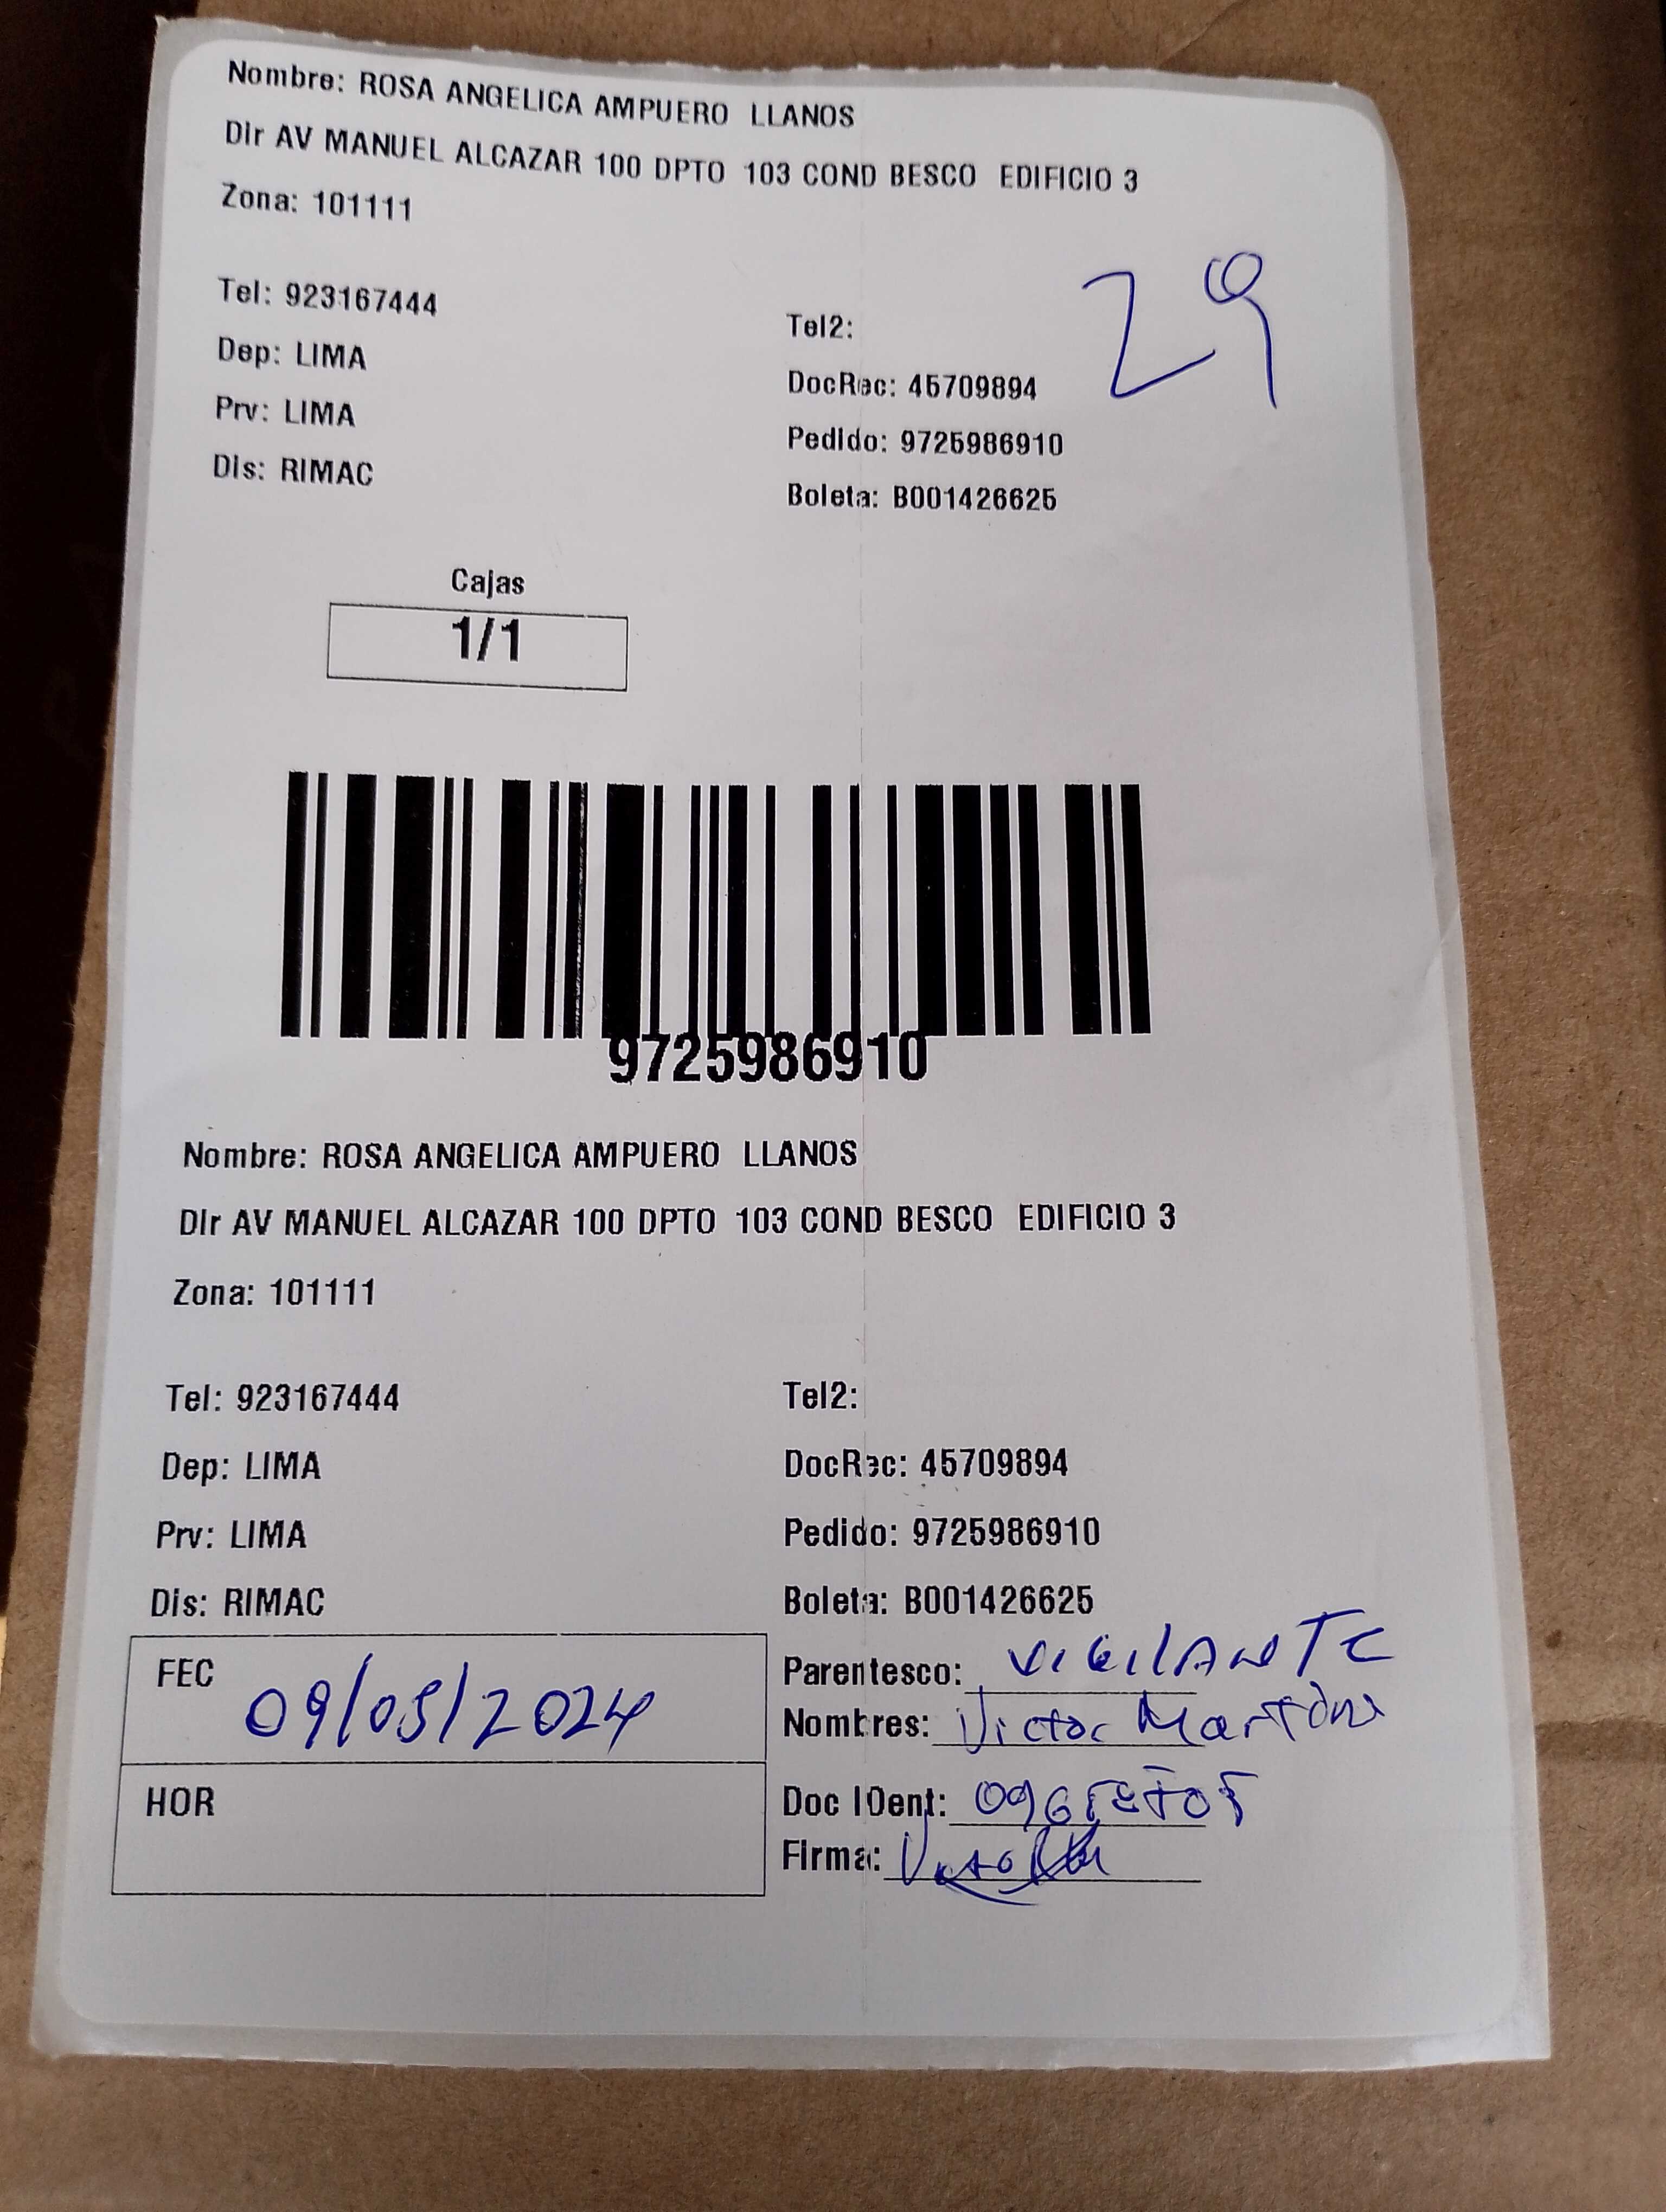 Nombre: ROSA ANGELICA AMPUERO LLANOS
Dir AV MANUEL ALCAZAR 100 DPTO 103 COND BESCO EDIFICIO 3
Zona: 101111
29
Tel: 923167444
Tel2:
Dep: LIMA
DocRec: 45709894
Prv: LIMA
Pedido: 9725986910
Dis: RIMAC
Boleta: B001426625
Cajas
1/1
9725986910
Nombre: ROSA ANGELICA AMPUERO LLANOS
Dir AV MANUEL ALCAZAR 100 DPTO 103 COND BESCO EDIFICIO 3
Zona: 101111
Tel: 923167444
Tel2:
Dep: LIMA
DocRec: 45709894
Prv: LIMA
Pedido: 9725986910
Dis: RIMAC
Boleta: B001426625
FEC 09/05/2024
Parentesco: VIGILANTE
Nombres: Victor
HOR
Doc IDent:
Firma: